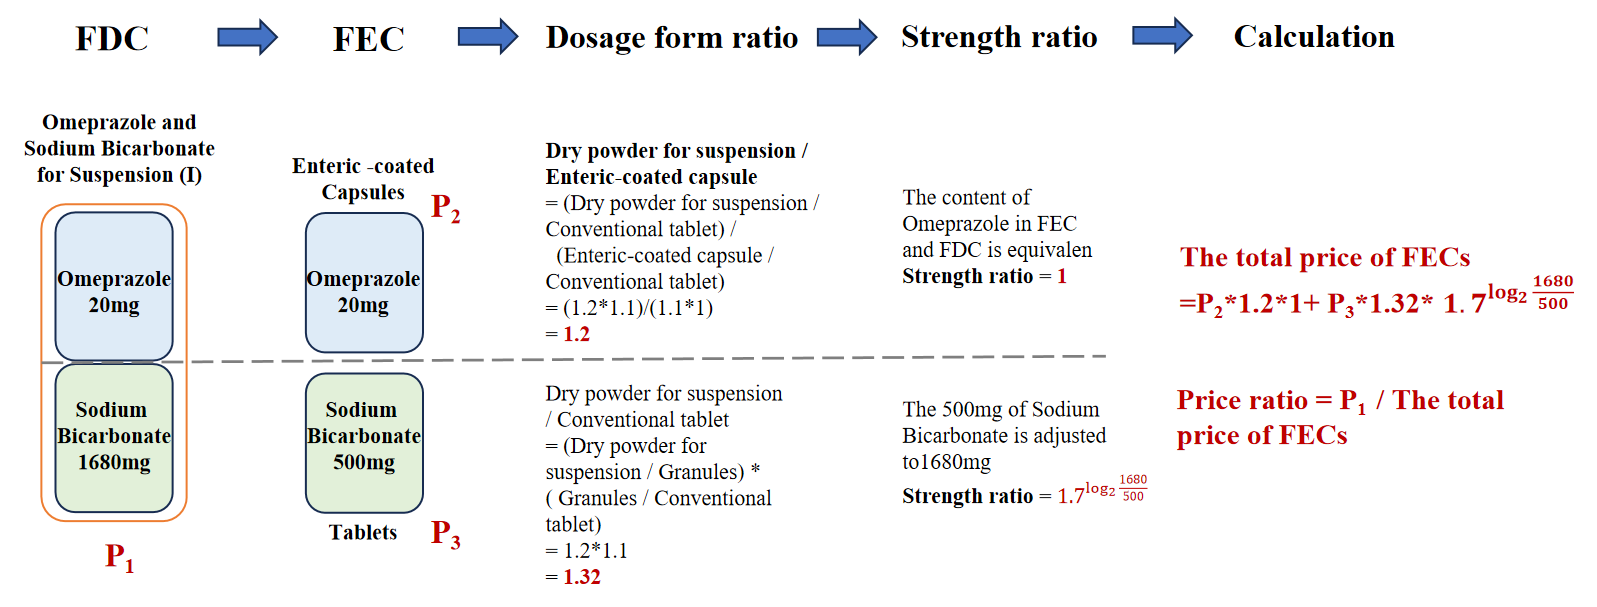 FDC
FEC
Dosage form ratio
Strength ratio
Calculation
Omeprazole and
Sodium Bicarbonate
for Suspension (I)
Omeprazole
20mg
Sodium
Bicarbonate
1680mg
P₁
Enteric -coated
Capsules
P₂
Omeprazole
20mg
Sodium
Bicarbonate
500mg
Tablets
P₃
Dry powder for suspension /
Enteric-coated capsule
= (Dry powder for suspension /
Conventional tablet) /
(Enteric-coated capsule /
Conventional tablet)
= (1.2*1.1)/(1.1*1)
= 1.2
Dry powder for suspension
/ Conventional tablet
= (Dry powder for
suspension / Granules) *
( Granules / Conventional
tablet)
= 1.2*1.1
= 1.32
The content of
Omeprazole in FEC
and FDC is equivalen
Strength ratio = 1
The 500mg of Sodium
Bicarbonate is adjusted
to1680mg
Strength ratio = 1.7^(log₂ 1680/500)
The total price of FECs
=P₂*1.2*1+ P₃*1.32* 1.7^(log₂ 1680/500)
Price ratio = P₁ / The total
price of FECs